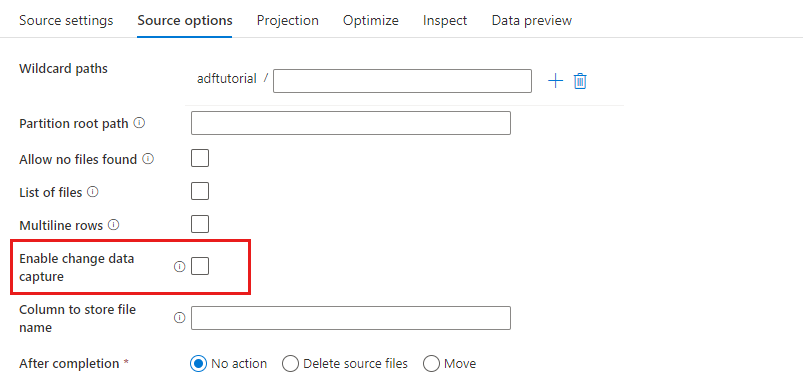 Source settings Source options Projection Optimize Inspect Data preview
Wildcard paths adftutorial /
Partition root path
Allow no files found
List of files
Multiline rows
Enable change data
capture
Column to store file
name
After completion * No action Delete source files Move